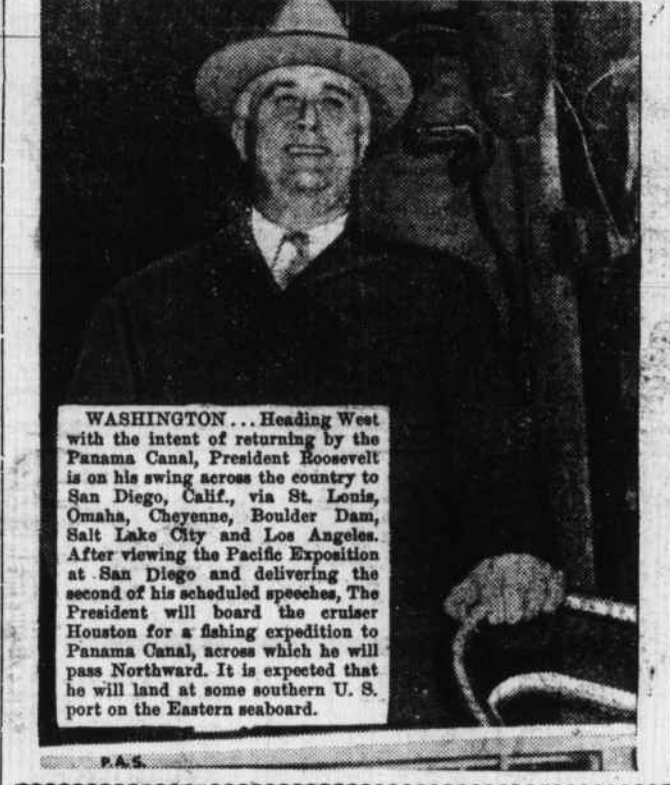 WASHINGTON ... Heading West
with the intent of returning by the
Panama Canal, President Roosevelt
is on his swing across the country to
San Diego, Calif., via St. Louis,
Omaha, Cheyenne, Boulder Dam,
Salt Lake City and Los Angeles.
After viewing the Pacific Exposition
at San Diego and delivering the
second of his scheduled speeches, The
President will board the cruiser
Houston for a fishing expedition to
Panama Canal, across which he will
pass Northward. It is expected that
he will land at some southern U. S.
port on the Eastern seaboard.
P.A.S.